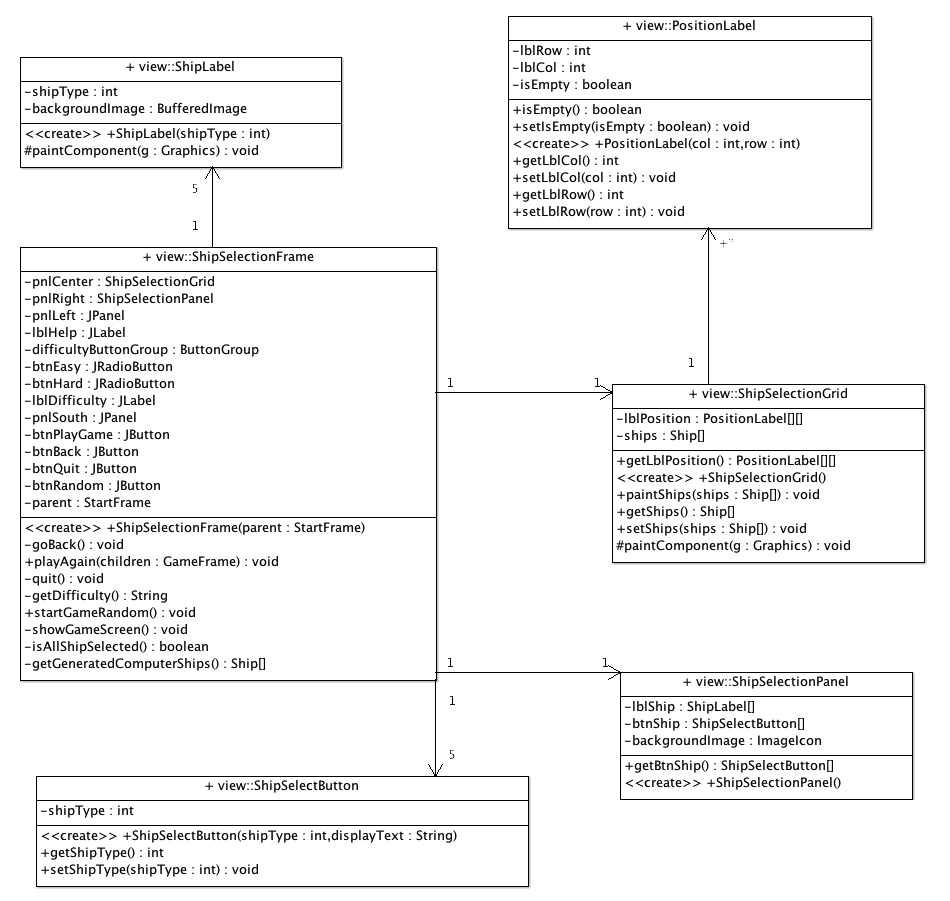 + view::ShipLabel
-shipType : int
-backgroundImage : BufferedImage
<<create>> +ShipLabel(shipType : int)
#paintComponent(g : Graphics) : void
+ view::PositionLabel
-lblRow : int
-lblCol : int
-isEmpty : boolean
+isEmpty() : boolean
+setIsEmpty(isEmpty : boolean) : void
<<create>> +PositionLabel(col : int,row : int)
+getLblCol() : int
+setLblCol(col : int) : void
+getLblRow() : int
+setLblRow(row : int) : void
5
1
+ view::ShipSelectionFrame
-pnlCenter : ShipSelectionGrid
-pnlRight : ShipSelectionPanel
-pnlLeft : JPanel
-lblHelp : JLabel
-difficultyButtonGroup : ButtonGroup
-btnEasy : JRadioButton
-btnHard : JRadioButton
-lblDifficulty : JLabel
-pnlSouth : JPanel
-btnPlayGame : JButton
-btnBack : JButton
-btnQuit : JButton
-btnRandom : JButton
-parent : StartFrame
<<create>> +ShipSelectionFrame(parent : StartFrame)
-goBack() : void
+playAgain(children : GameFrame) : void
-quit() : void
-getDifficulty() : String
+startGameRandom() : void
-showGameScreen() : void
-isAllShipSelected() : boolean
-getGeneratedComputerShips() : Ship[]
1
1
1
+ view::ShipSelectionGrid
-lblPosition : PositionLabel[][]
-ships : Ship[]
+getLblPosition() : PositionLabel[][]
<<create>> +ShipSelectionGrid()
+paintShips(ships : Ship[]) : void
+getShips() : Ship[]
+setShips(ships : Ship[]) : void
#paintComponent(g : Graphics) : void
1
1
+ view::ShipSelectionPanel
-lblShip : ShipLabel[]
-btnShip : ShipSelectButton[]
-backgroundImage : ImageIcon
+getBtnShip() : ShipSelectButton[]
<<create>> +ShipSelectionPanel()
1
5
+ view::ShipSelectButton
-shipType : int
<<create>> +ShipSelectButton(shipType : int,displayText : String)
+getShipType() : int
+setShipType(shipType : int) : void